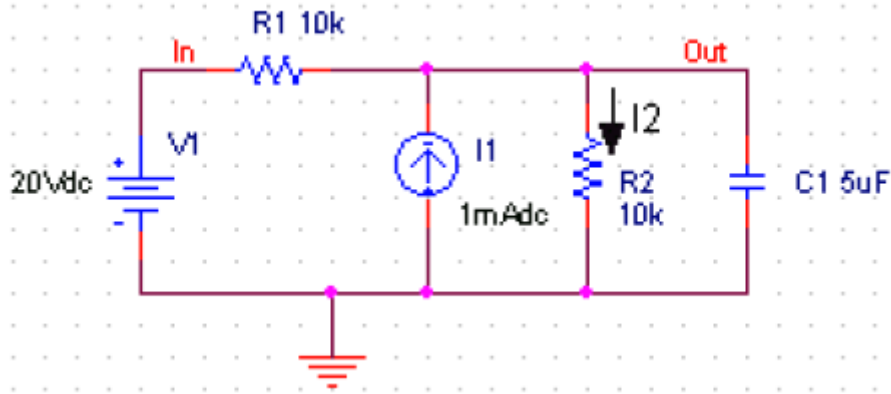 R1 10k
In
Out
I2
V1
I1
20Vdc
R2
C1 5uF
1mAdc
10k